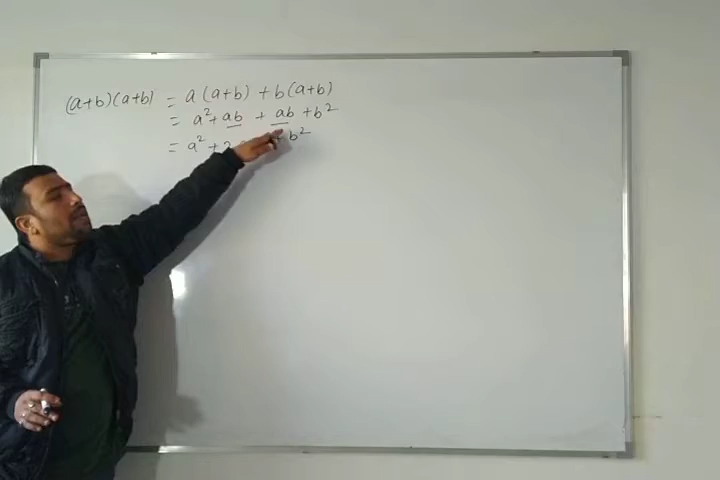 (a+b)(a+b) = a(a+b) + b(a+b)
= a² + ab + ab + b²
= a² + 2 + b²